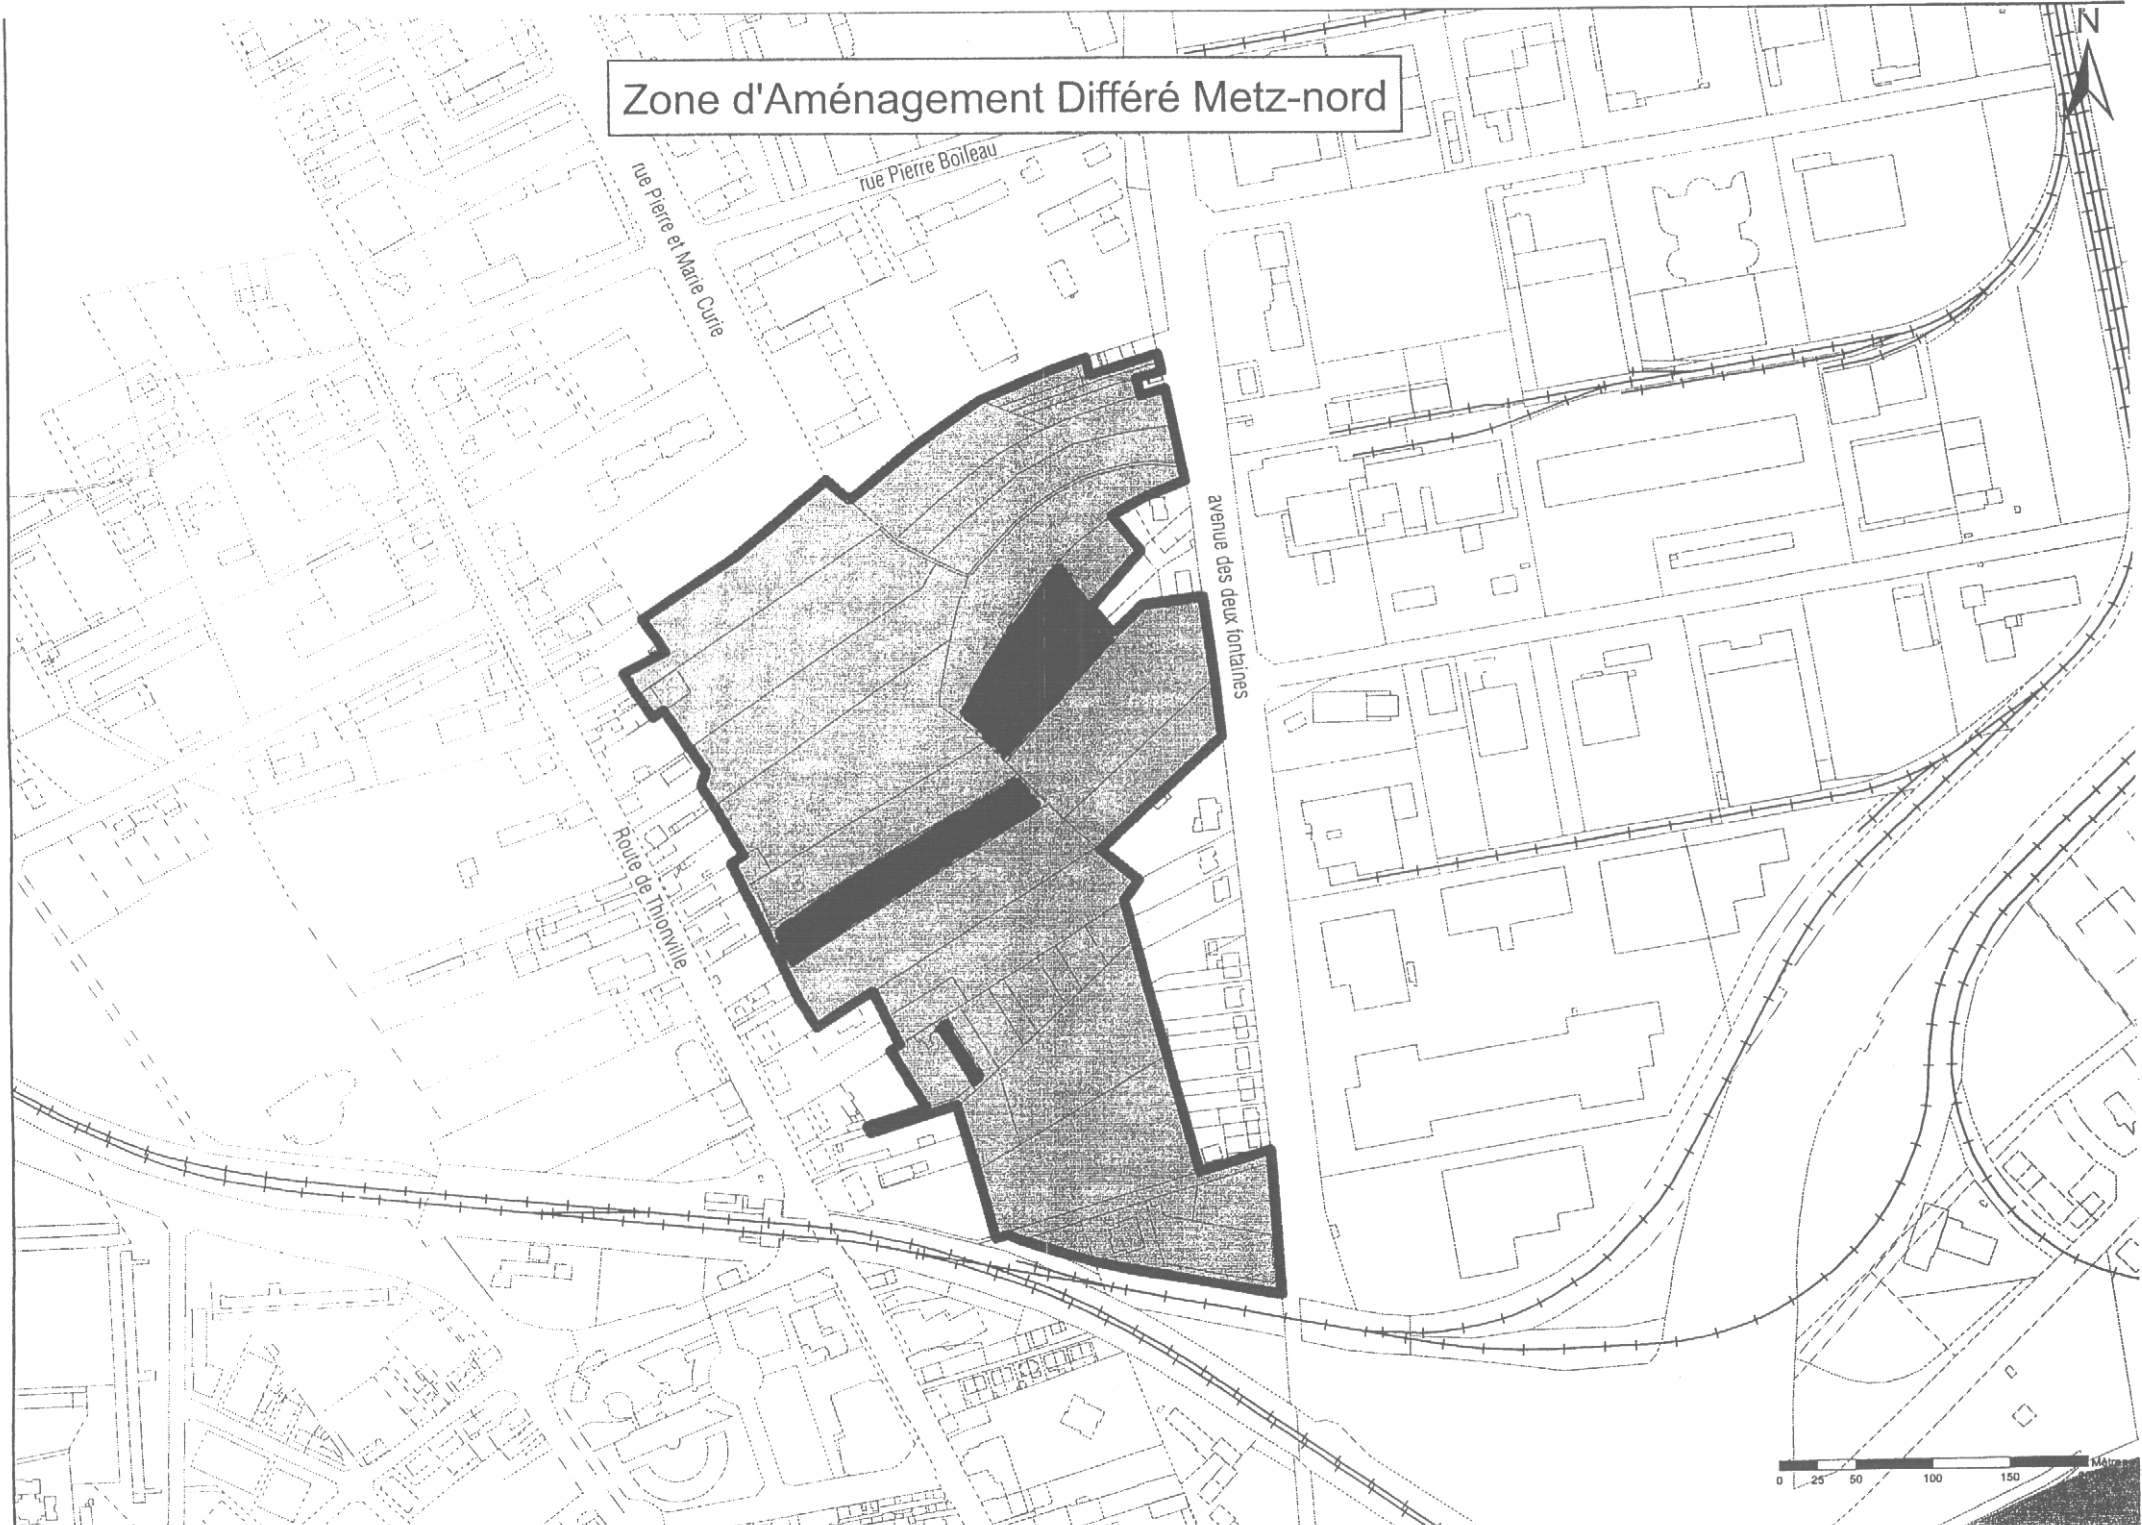 Zone d'Aménagement Différé Metz-nord
N
rue Pierre Boileau
rue Pierre et Marie Curie
avenue des deux fontaines
Route de Thionville
Mètres
0 25 50 100 150